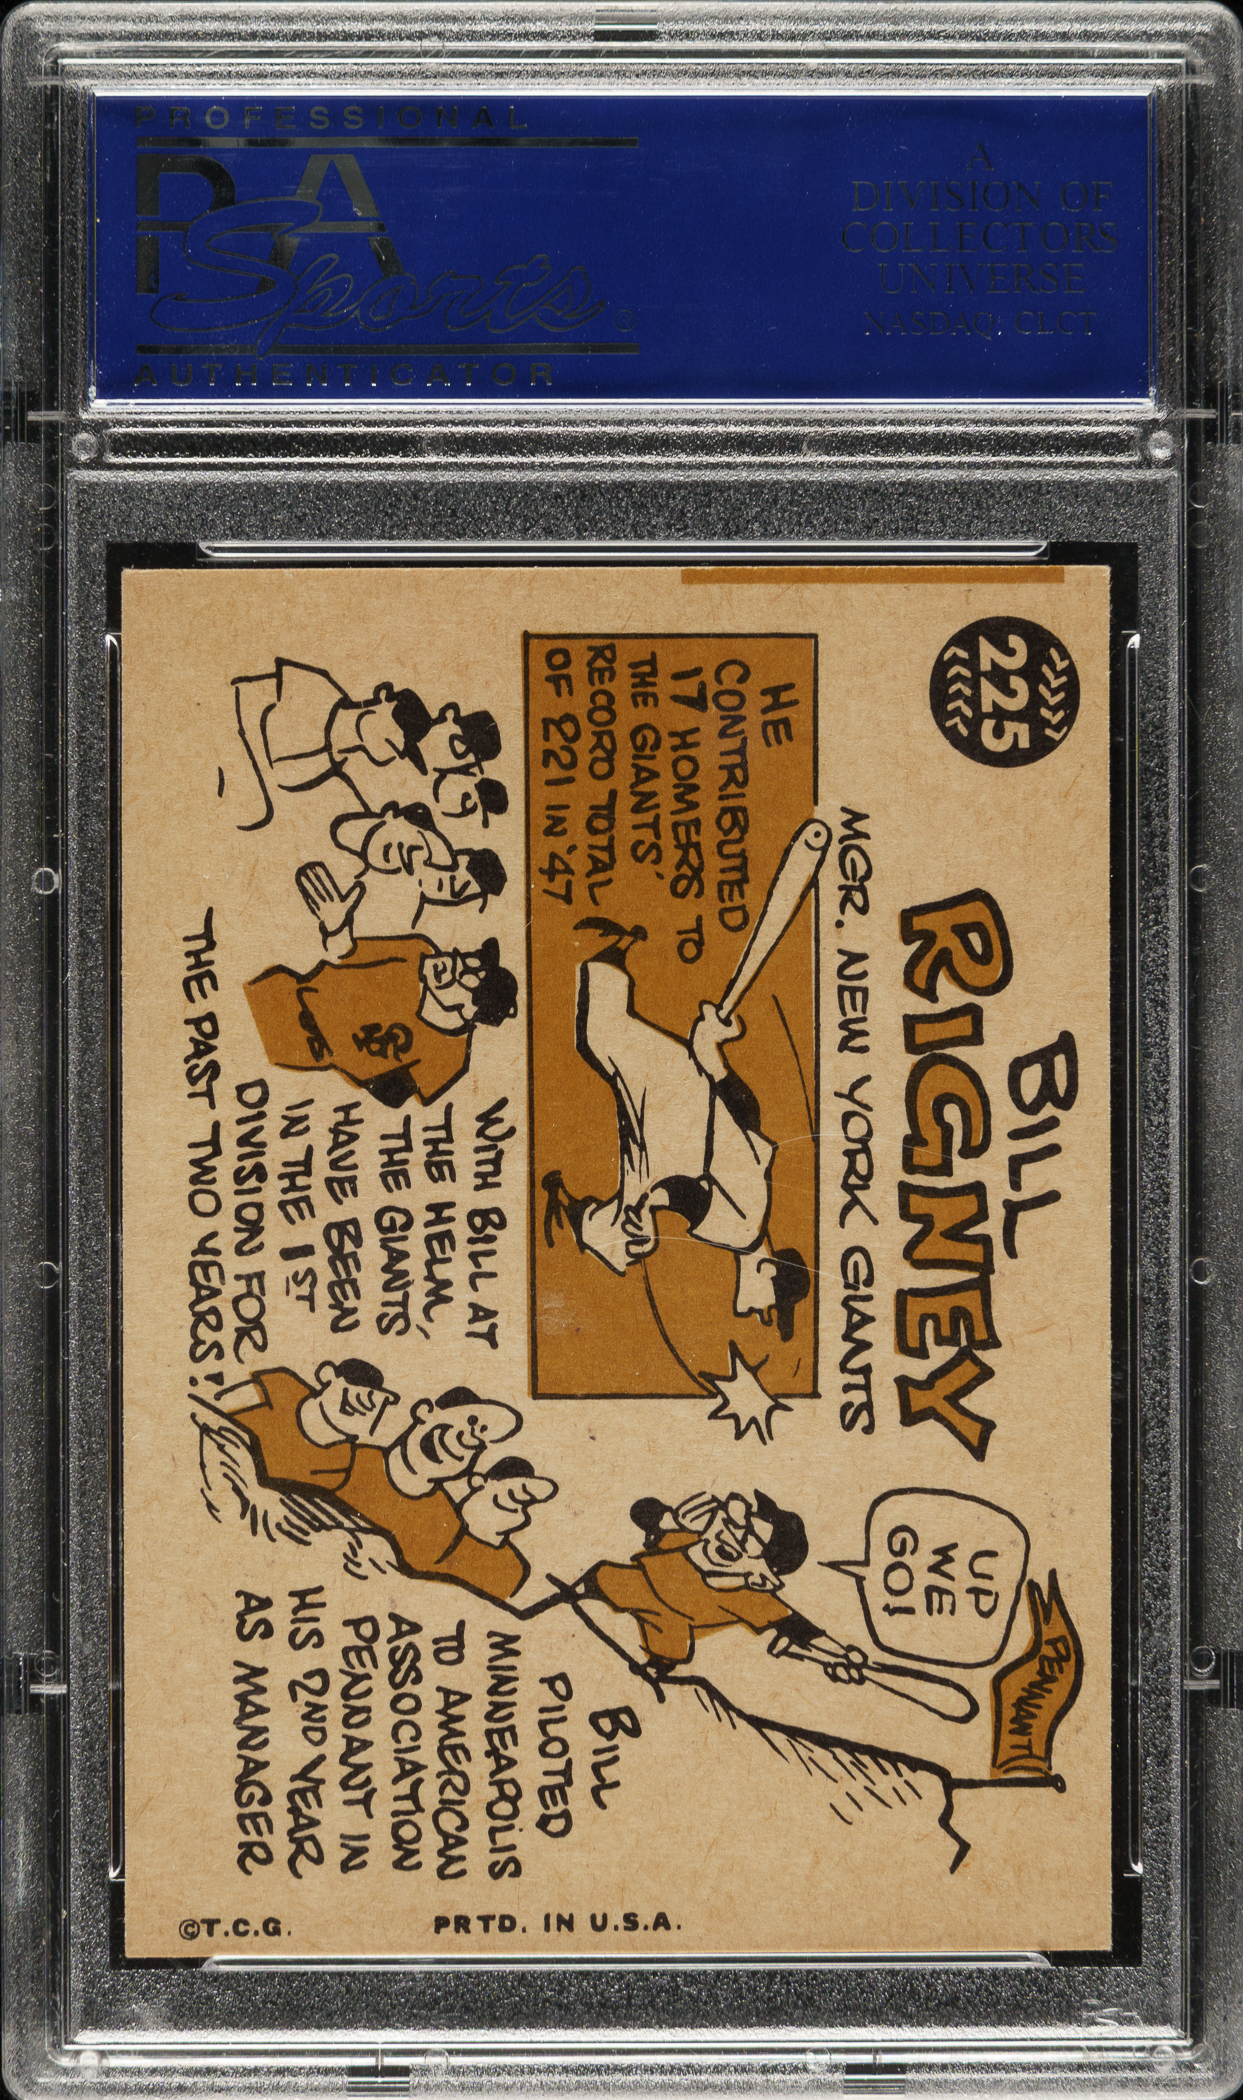 PROFESSIONAL
PSA
Sports
AUTHENTICATOR
A
DIVISION OF
COLLECTORS
UNIVERSE
NASDAQ: CLCT
225
BILL
RIGNEY
MGR. NEW YORK GIANTS
HE
CONTRIBUTED
17 HOMERS TO
THE GIANTS'
RECORD TOTAL
OF 221 IN '47
UP
WE
GO!
PENNANT
WITH BILL AT
THE HELM,
THE GIANTS
HAVE BEEN
IN THE 1ST
DIVISION FOR
THE PAST TWO YEARS!
BILL
PILOTED
MINNEAPOLIS
TO AMERICAN
ASSOCIATION
PENNANT IN
HIS 2ND YEAR
AS MANAGER
©T.C.G.
PRTD. IN U.S.A.